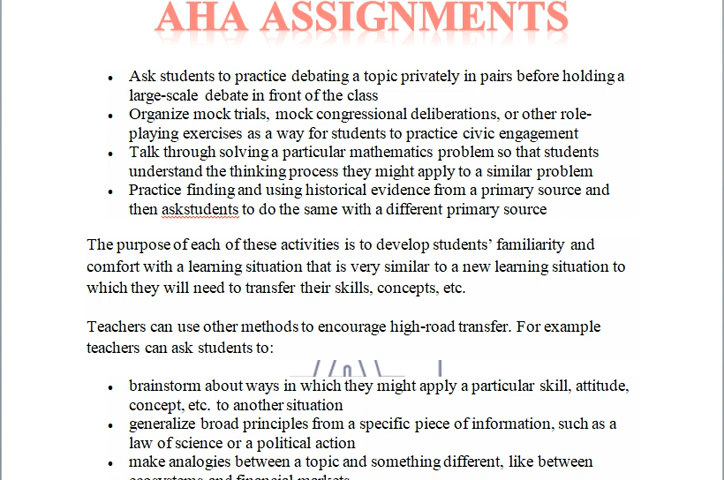 AHA ASSIGNMENTS
• Ask students to practice debating a topic privately in pairs before holding a
large-scale debate in front of the class
• Organize mock trials, mock congressional deliberations, or other role-
playing exercises as a way for students to practice civic engagement
• Talk through solving a particular mathematics problem so that students
understand the thinking process they might apply to a similar problem
• Practice finding and using historical evidence from a primary source and
then askstudents to do the same with a different primary source
The purpose of each of these activities is to develop students’ familiarity and
comfort with a learning situation that is very similar to a new learning situation to
which they will need to transfer their skills, concepts, etc.
Teachers can use other methods to encourage high-road transfer. For example
teachers can ask students to:
• brainstorm about ways in which they might apply a particular skill, attitude,
concept, etc. to another situation
• generalize broad principles from a specific piece of information, such as a
law of science or a political action
• make analogies between a topic and something different, like between
ecosystems and financial markets